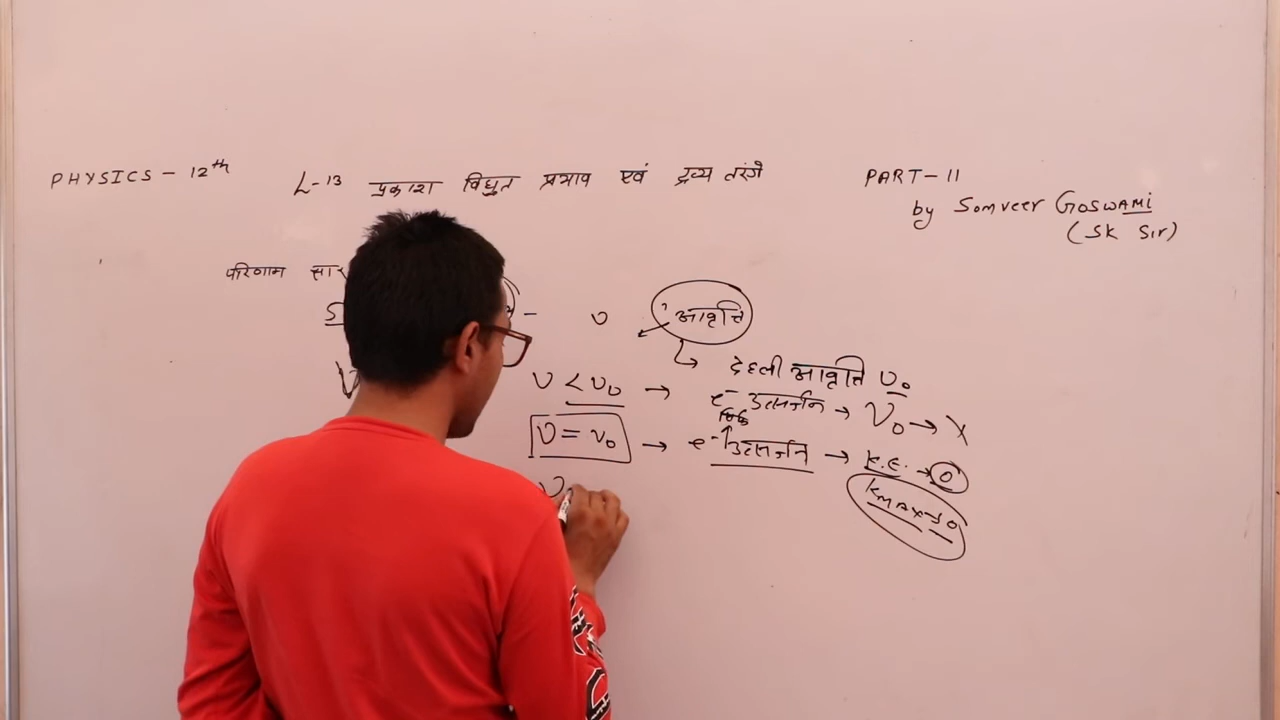 PHYSICS - 12th
L-13 प्रकाश विद्युत प्रभाव एवं द्रव्य तरंगे
PART-11
by Somveer GOSWAMI
(SK Sir)
परिणाम
ν आवृत्ति
देहली आवृत्ति ν₀
ν < ν₀ → e⁻ उत्सर्जन → V₀ → X
ν = ν₀ → e⁻ उत्सर्जन → K.E. → 0
KMAX → 0
ν